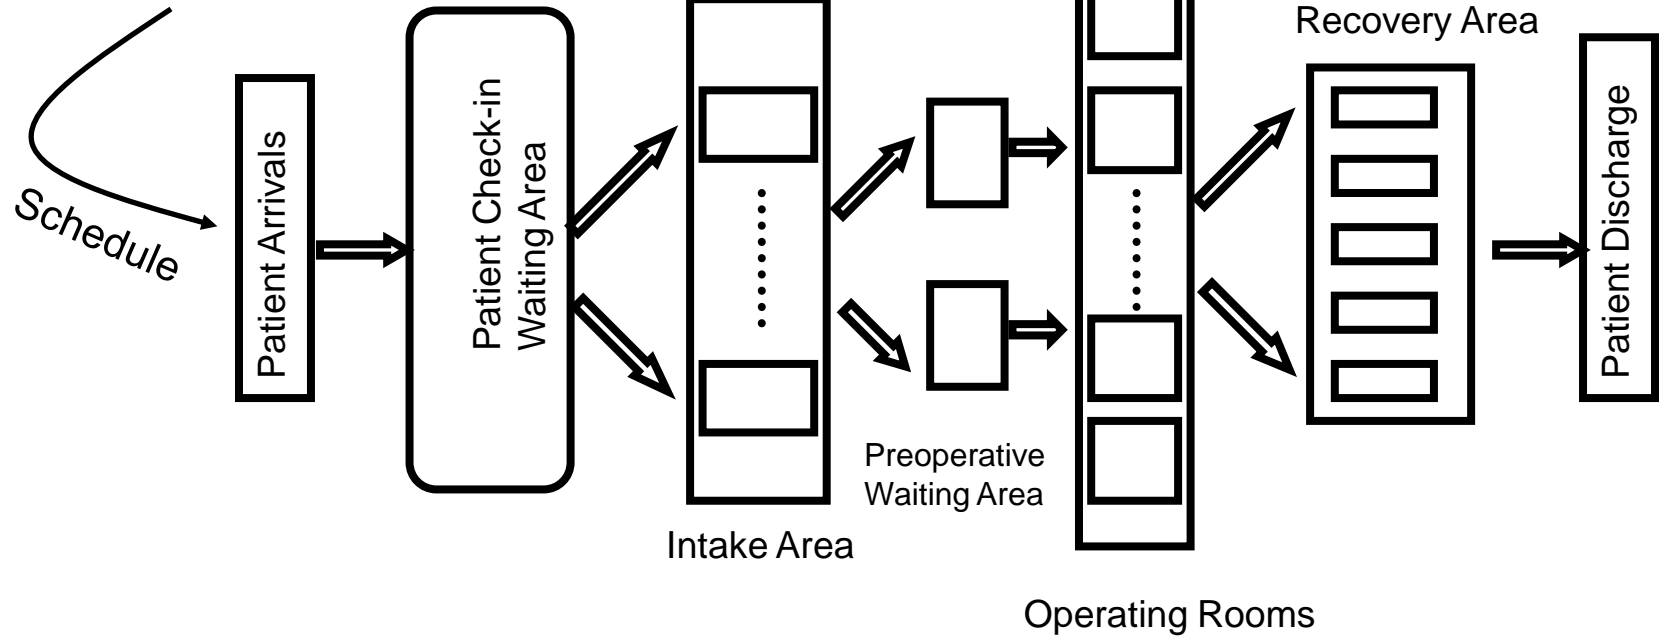 Schedule
Patient Arrivals
Patient Check-in
Waiting Area
Intake Area
Preoperative
Waiting Area
Operating Rooms
Recovery Area
Patient Discharge